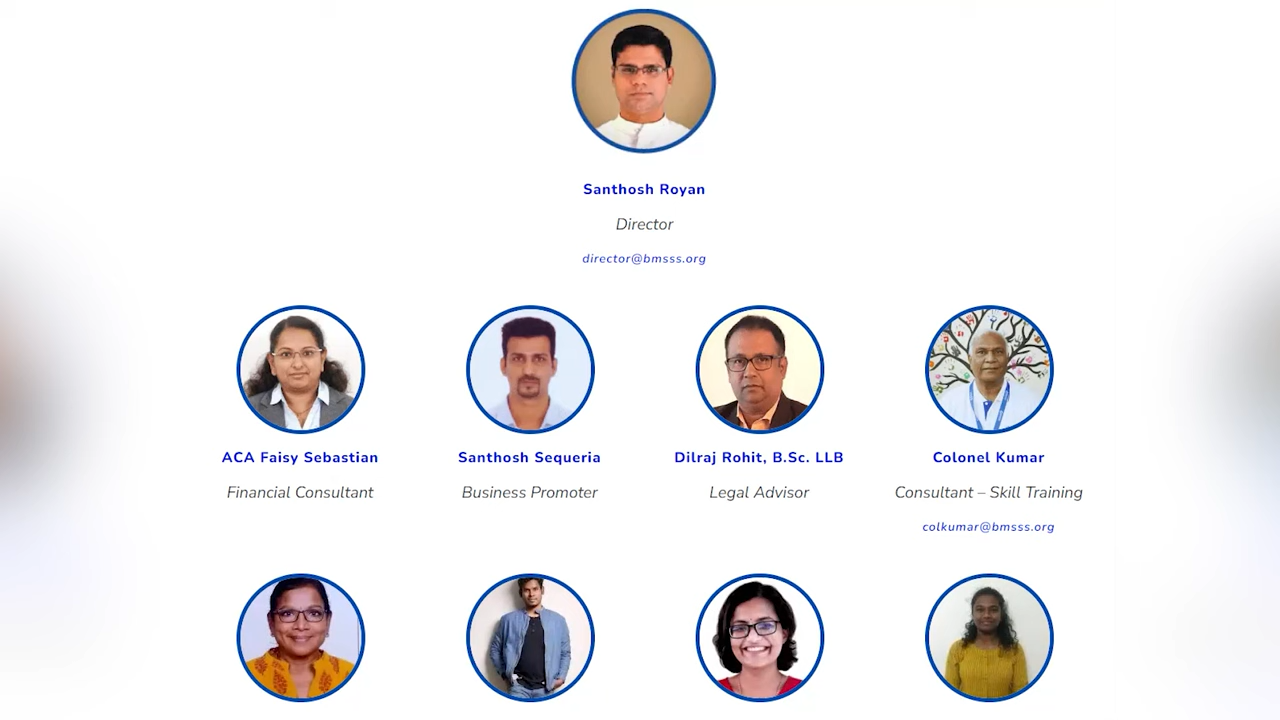 Santhosh Royan
Director
director@bmsss.org
ACA Faisy Sebastian
Santhosh Sequeria
Dilraj Rohit, B.Sc. LLB
Colonel Kumar
Financial Consultant
Business Promoter
Legal Advisor
Consultant – Skill Training
colkumar@bmsss.org